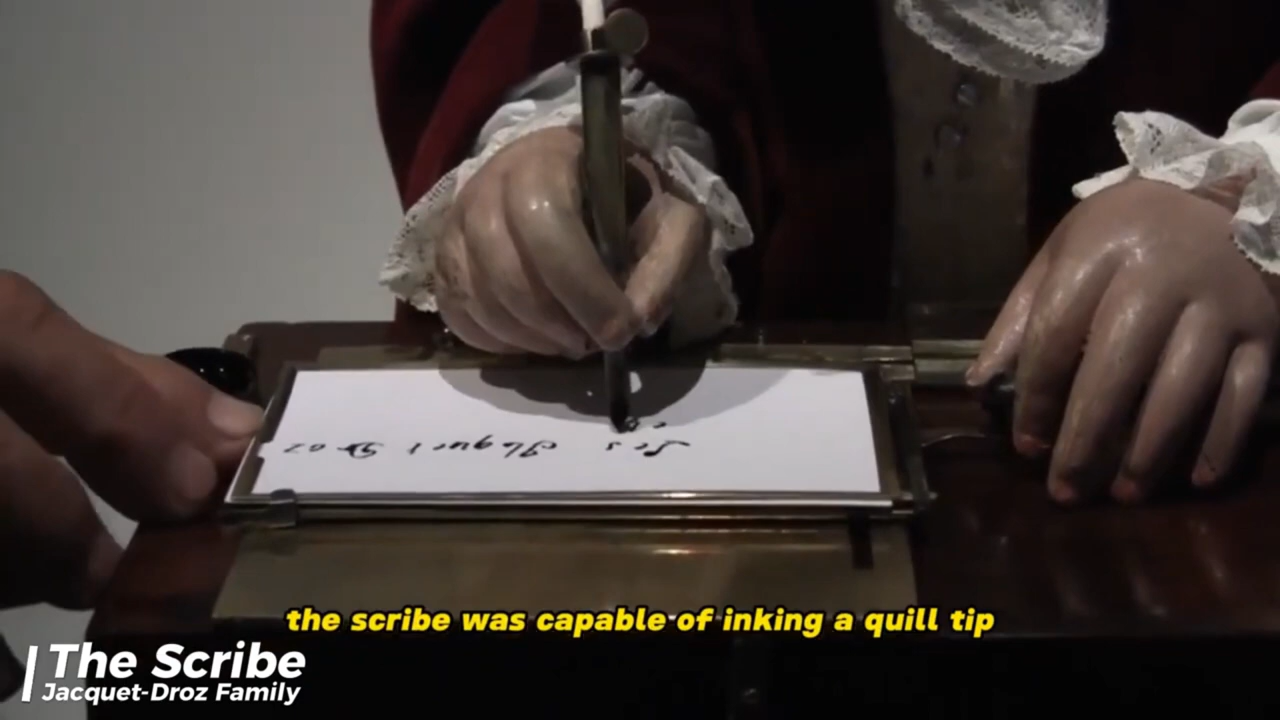 Les Jaquet Droz
the scribe was capable of inking a quill tip
The Scribe
Jacquet-Droz Family